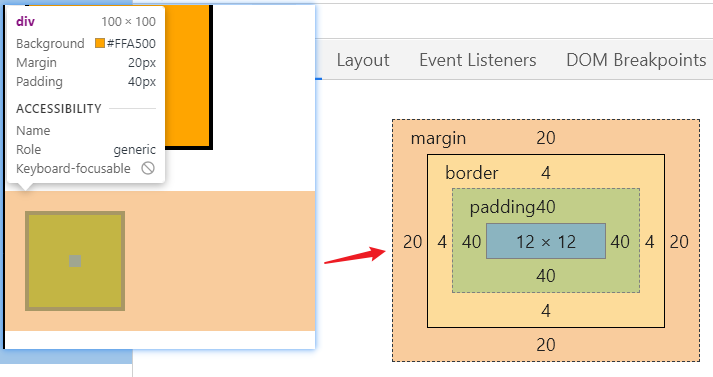 div 100 × 100
Background #FFA500
Margin 20px
Padding 40px
ACCESSIBILITY
Name
Role generic
Keyboard-focusable
Layout Event Listeners DOM Breakpoints
margin 20
border 4
padding40
20 4 40 12 × 12 40 4 20
40
4
20